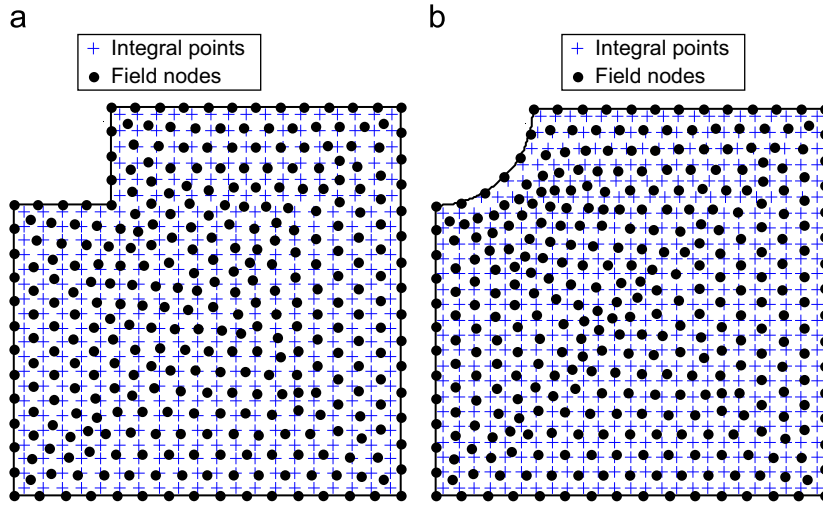 a
b
Integral points
Field nodes
Integral points
Field nodes